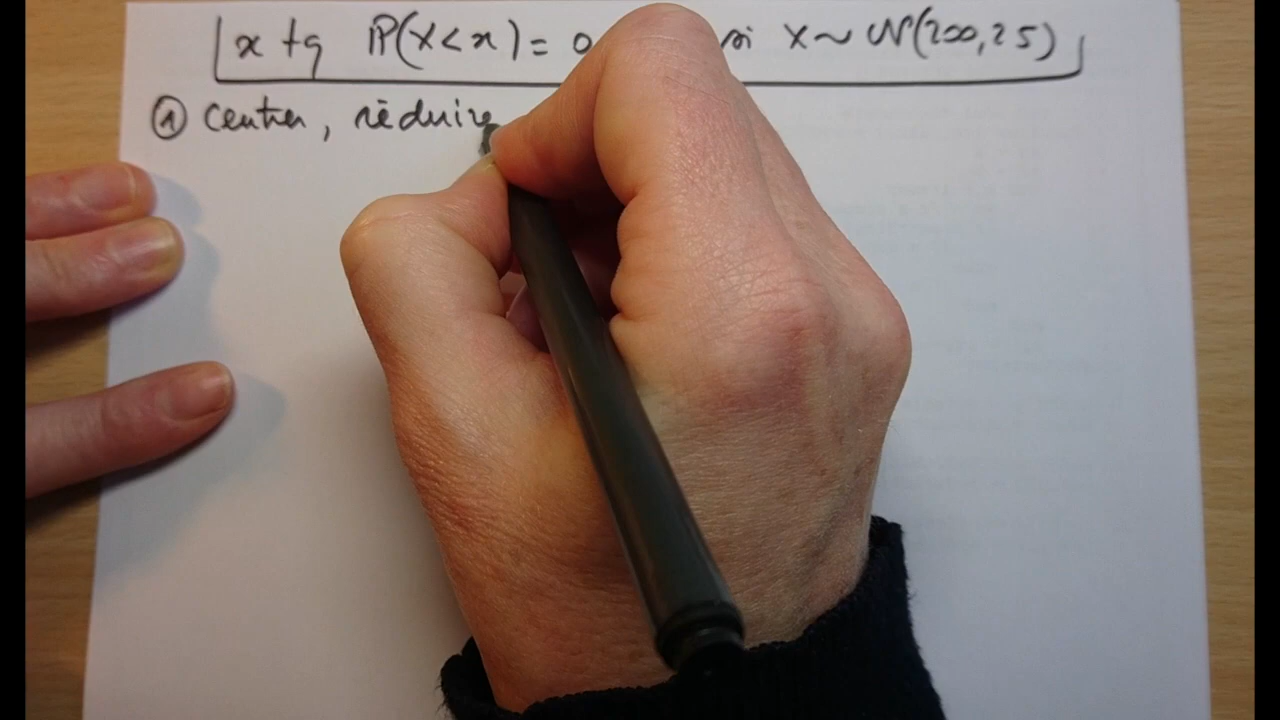 x tq P(X<x) = 0 si X ~ N(200,25)
① centrer, réduire